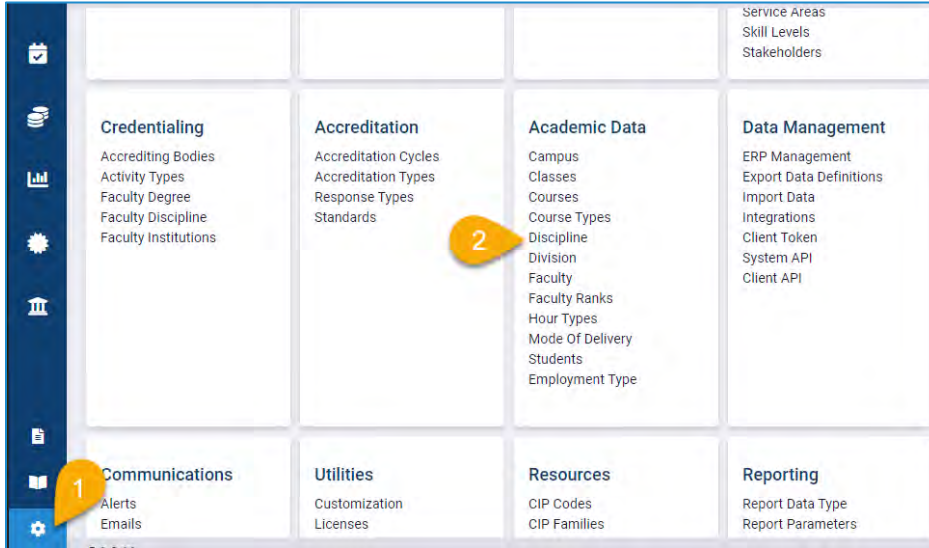 Service Areas
Skill Levels
Stakeholders
Credentialing
Accrediting Bodies
Activity Types
Faculty Degree
Faculty Discipline
Faculty Institutions
Accreditation
Accreditation Cycles
Accreditation Types
Response Types
Standards
Academic Data
Campus
Classes
Courses
Course Types
Discipline
Division
Faculty
Faculty Ranks
Hour Types
Mode Of Delivery
Students
Employment Type
2
Data Management
ERP Management
Export Data Definitions
Import Data
Integrations
Client Token
System API
Client API
1
Communications
Alerts
Emails
Utilities
Customization
Licenses
Resources
CIP Codes
CIP Families
Reporting
Report Data Type
Report Parameters